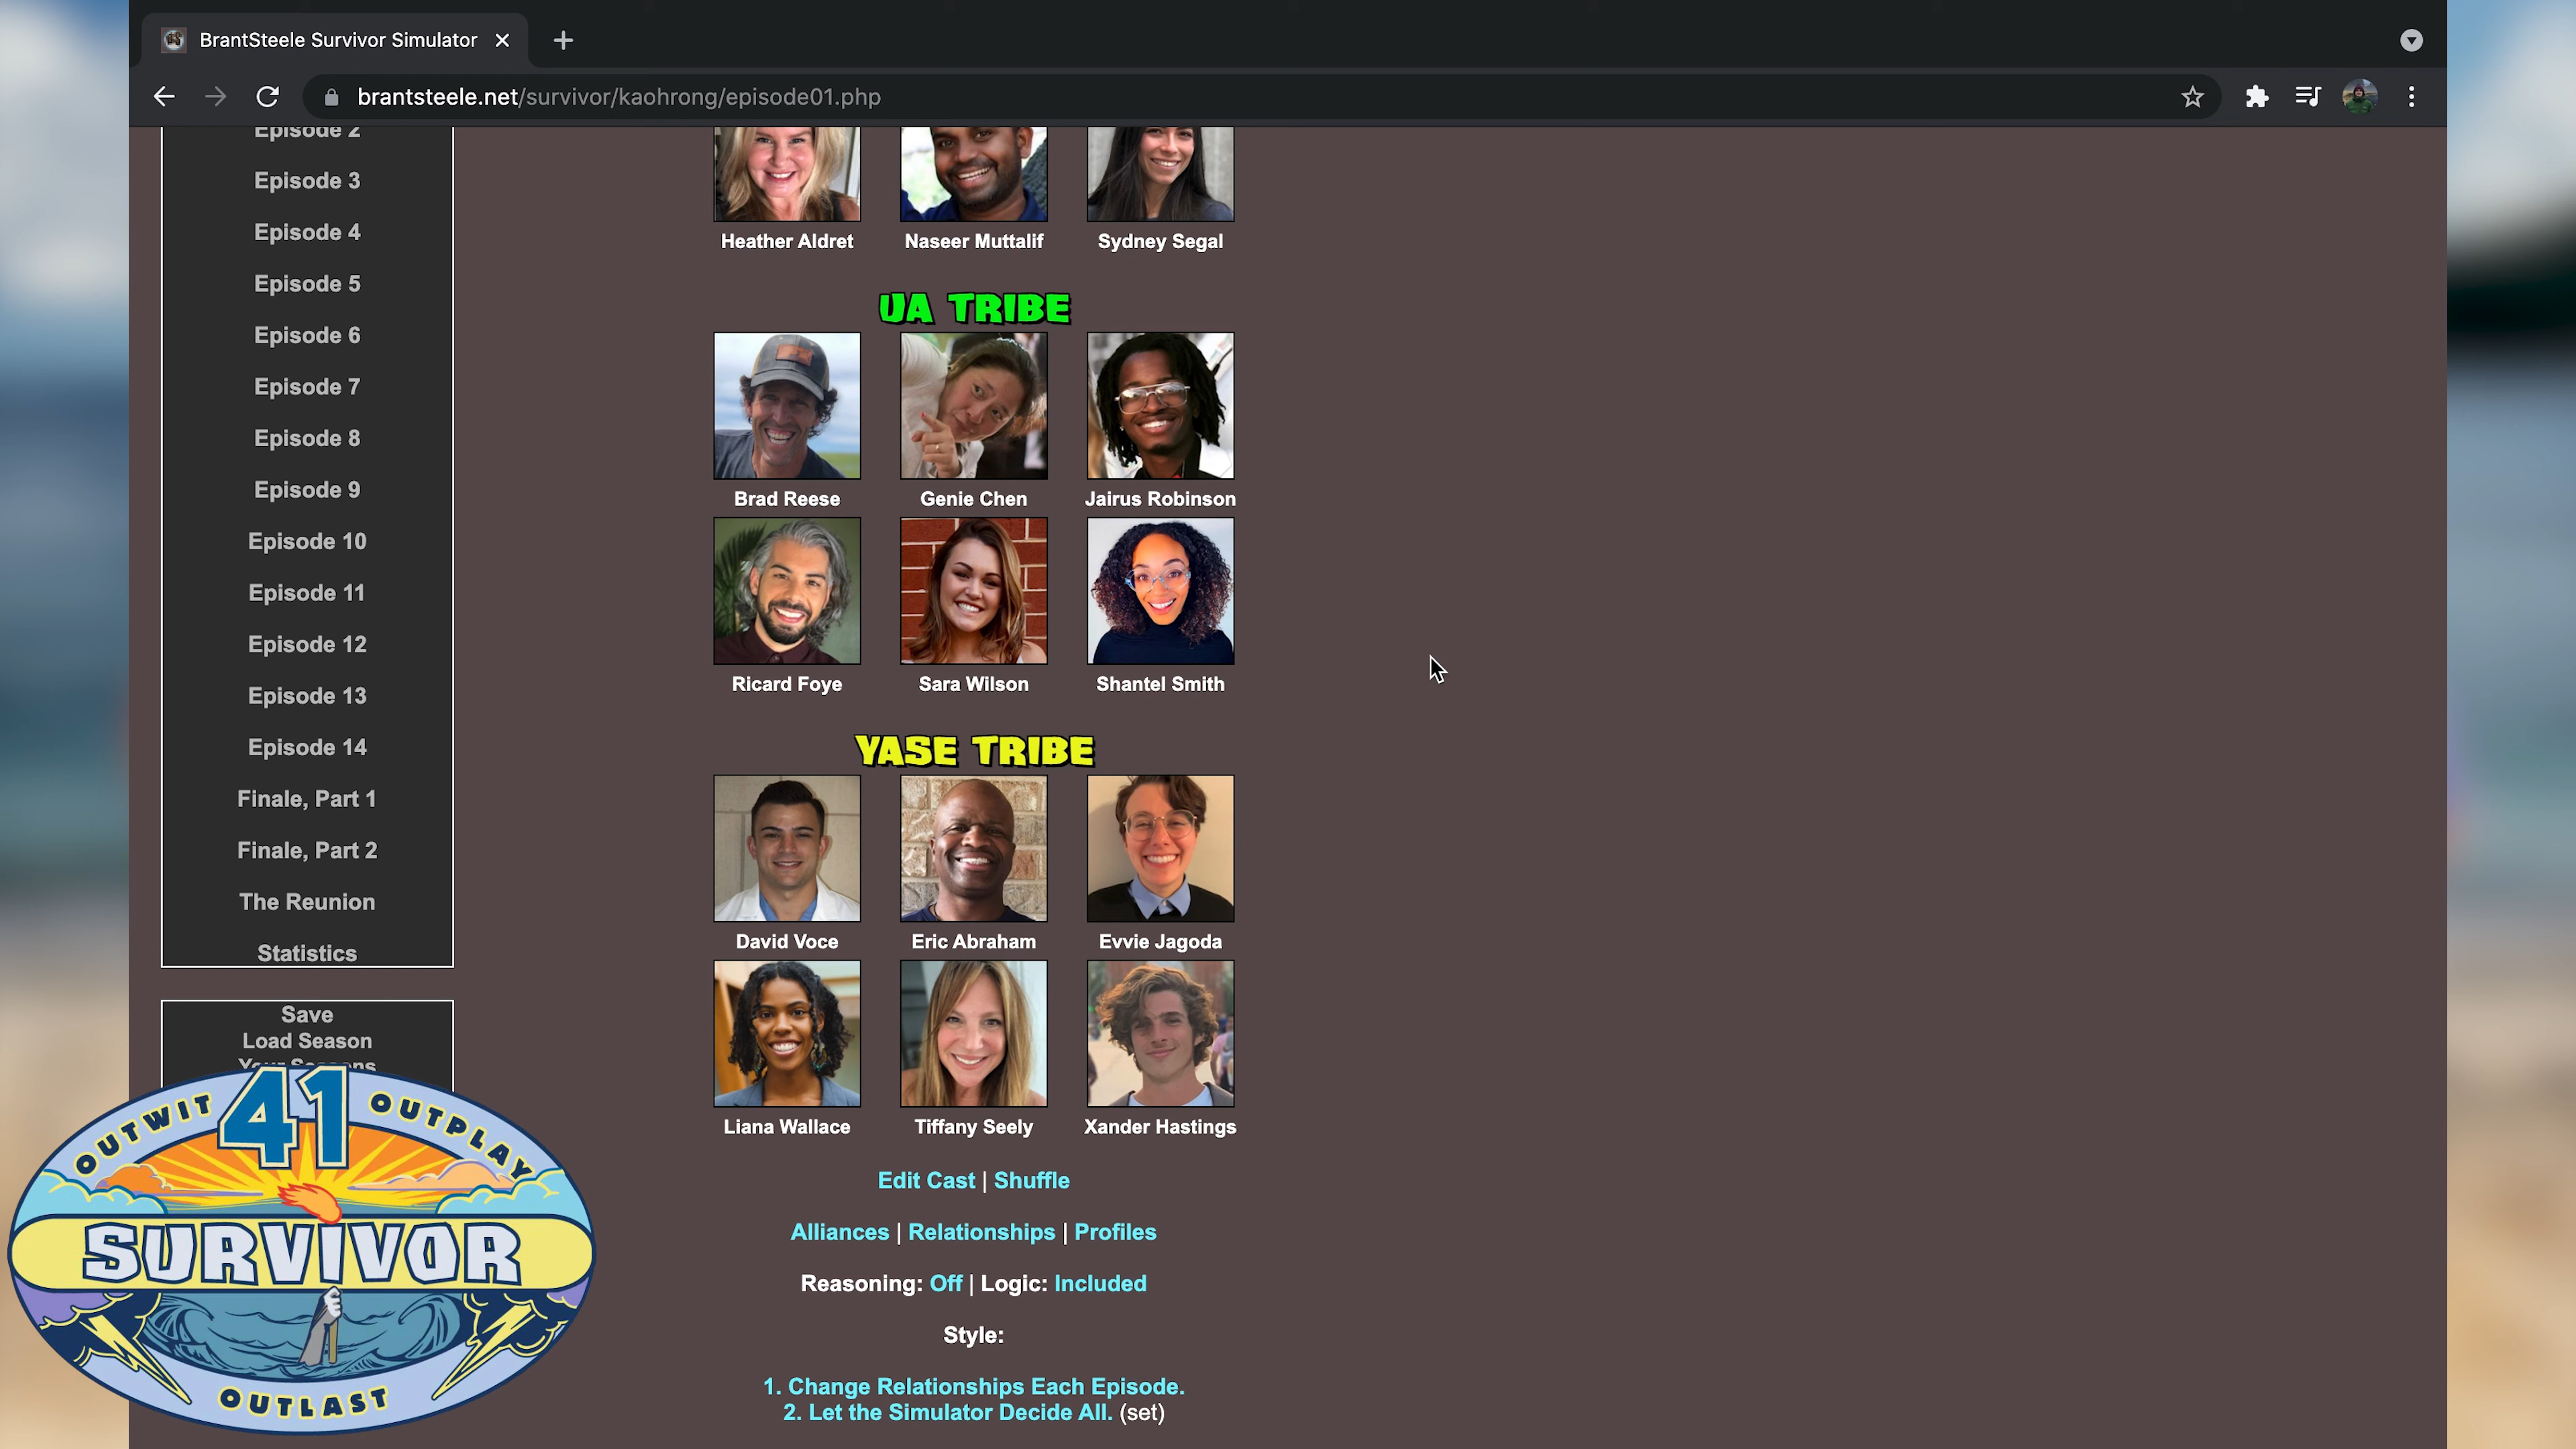 BrantSteele Survivor Simulator
brantsteele.net/survivor/kaohrong/episode01.php
Episode 2
Episode 3
Episode 4
Episode 5
Episode 6
Episode 7
Episode 8
Episode 9
Episode 10
Episode 11
Episode 12
Episode 13
Episode 14
Finale, Part 1
Finale, Part 2
The Reunion
Statistics
Save
Load Season
Your Seasons
Heather Aldret Naseer Muttalif Sydney Segal
UA TRIBE
Brad Reese Genie Chen Jairus Robinson
Ricard Foye Sara Wilson Shantel Smith
YASE TRIBE
David Voce Eric Abraham Evvie Jagoda
Liana Wallace Tiffany Seely Xander Hastings
Edit Cast | Shuffle
Alliances | Relationships | Profiles
Reasoning: Off | Logic: Included
Style:
1. Change Relationships Each Episode.
2. Let the Simulator Decide All. (set)
OUTWIT 41 OUTPLAY
SURVIVOR
OUTLAST